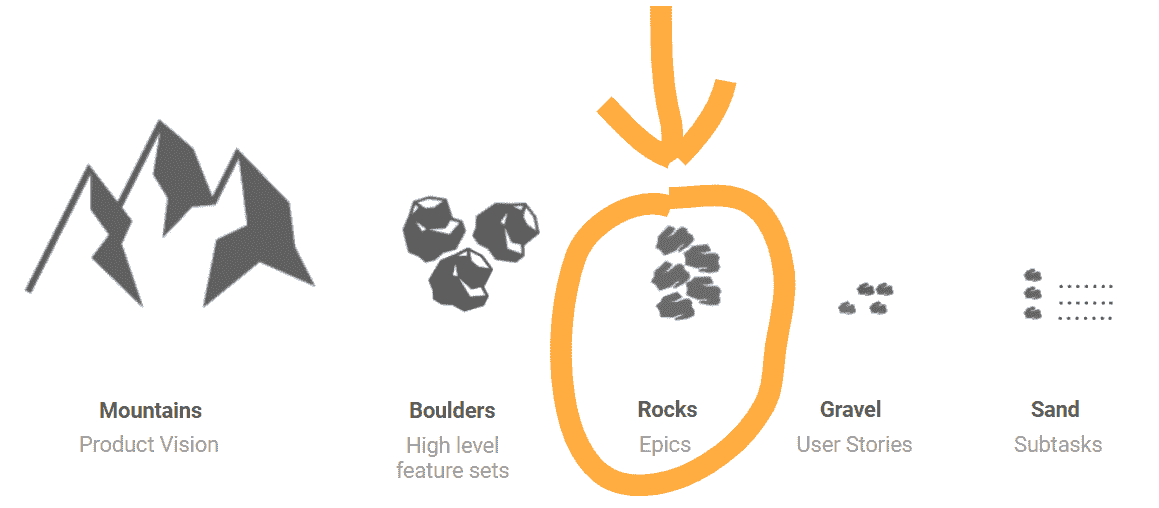 Mountains
Product Vision
Boulders
High level
feature sets
Rocks
Epics
Gravel
User Stories
Sand
Subtasks